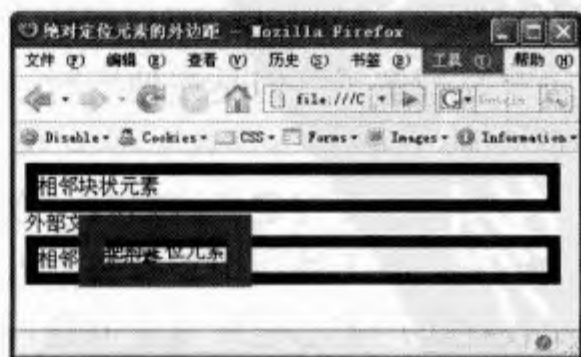 绝对定位元素的外边距 - Mozilla Firefox
文件 (F) 编辑 (E) 查看 (V) 历史 (S) 书签 (B) 工具 (T) 帮助 (H)
file:///C
Disable Cookies CSS Forms Images Information
相邻块状元素
外部文
绝对定位元素
相邻